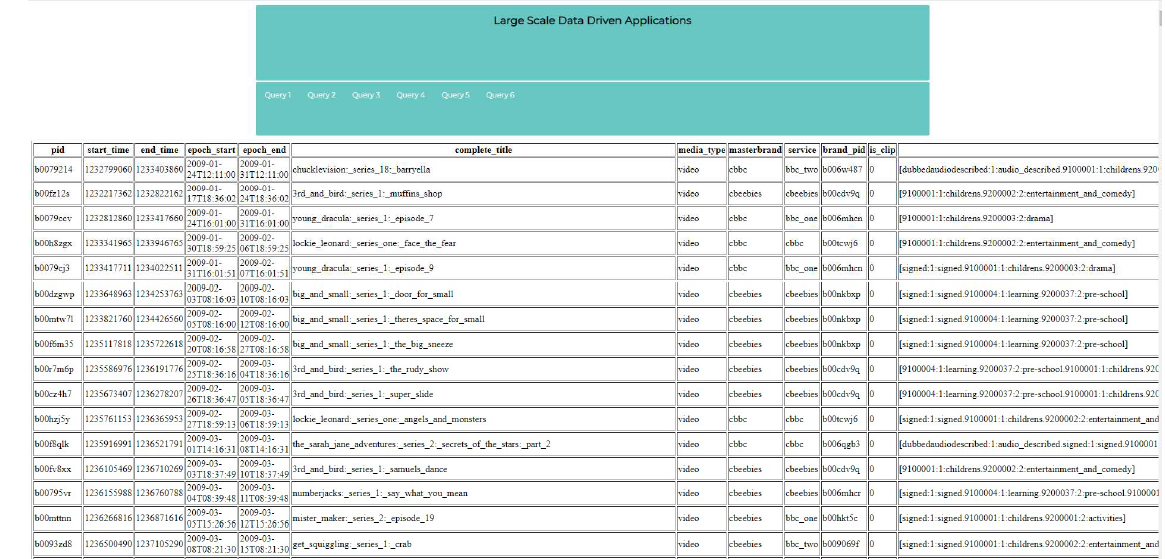 Large Scale Data Driven Applications
Query 1 Query 2 Query 3 Query 4 Query 5 Query 6
pid start_time end_time epoch_start epoch_end complete_title media_type masterbrand service brand_pid is_clip
b0079214 1232799060 1233403860 2009-01-24T12:11:00 2009-01-31T12:11:00 chucklevision:_series_18:_barryella video cbbc bbc_two b006w487 0 [dubbedaudiodescribed:1:audio_described.9100001:1:childrens.920
b00fz12s 1232217362 1232822162 2009-01-17T18:36:02 2009-01-24T18:36:02 3rd_and_bird:_series_1:_muffins_shop video cbeebies cbeebies b00cdv9q 0 [9100001:1:childrens.9200002:2:entertainment_and_comedy]
b0079ccy 1232812860 1233417660 2009-01-24T16:01:00 2009-01-31T16:01:00 young_dracula:_series_1:_episode_7 video cbbc bbc_one b006mhcn 0 [9100001:1:childrens.9200003:2:drama]
b00h8zgx 1233341965 1233946765 2009-01-30T18:59:25 2009-02-06T18:59:25 lockie_leonard:_series_one:_face_the_fear video cbbc cbbc b00tcwj6 0 [9100001:1:childrens.9200002:2:entertainment_and_comedy]
b0079cj3 1233417711 1234022511 2009-01-31T16:01:51 2009-02-07T16:01:51 young_dracula:_series_1:_episode_9 video cbbc bbc_one b006mhcn 0 [signed:1:signed.9100001:1:childrens.9200003:2:drama]
b00dzgwp 1233648963 1234253763 2009-02-03T08:16:03 2009-02-10T08:16:03 big_and_small:_series_1:_door_for_small video cbeebies cbeebies b00nkbxp 0 [signed:1:signed.9100004:1:learning.9200037:2:pre-school]
b00mtw7l 1233821760 1234426560 2009-02-05T08:16:00 2009-02-12T08:16:00 big_and_small:_series_1:_theres_space_for_small video cbeebies cbeebies b00nkbxp 0 [signed:1:signed.9100004:1:learning.9200037:2:pre-school]
b00f6m35 1235117818 1235722618 2009-02-20T08:16:58 2009-02-27T08:16:58 big_and_small:_series_1:_the_big_sneeze video cbeebies cbeebies b00nkbxp 0 [signed:1:signed.9100004:1:learning.9200037:2:pre-school]
b00r7m6p 1235586976 1236191776 2009-02-25T18:36:16 2009-03-04T18:36:16 3rd_and_bird:_series_1:_the_rudy_show video cbeebies cbeebies b00cdv9q 0 [9100004:1:learning.9200037:2:pre-school.9100001:1:childrens.920
b00cz4h7 1235673407 1236278207 2009-02-26T18:36:47 2009-03-05T18:36:47 3rd_and_bird:_series_1:_super_slide video cbeebies cbeebies b00cdv9q 0 [9100004:1:learning.9200037:2:pre-school.9100001:1:childrens.920
b00hzj5y 1235761153 1236365953 2009-02-27T18:59:13 2009-03-06T18:59:13 lockie_leonard:_series_one:_angels_and_monsters video cbbc cbbc b00tcwj6 0 [9100001:1:childrens.9200002:2:entertainment_and
b00f8qlk 1235916991 1236521791 2009-03-01T14:16:31 2009-03-08T14:16:31 the_sarah_jane_adventures:_series_2:_secrets_of_the_stars:_part_2 video cbbc cbbc b006qgb3 0 [dubbedaudiodescribed:1:audio_described.signed:1:signed.9100001
b00fv8xx 1236105469 1236710269 2009-03-03T18:37:49 2009-03-10T18:37:49 3rd_and_bird:_series_1:_samuels_dance video cbeebies cbeebies b00cdv9q 0 [9100001:1:childrens.9200002:2:entertainment_and_comedy]
b00795vr 1236155988 1236760788 2009-03-04T08:39:48 2009-03-11T08:39:48 numberjacks:_series_1:_say_what_you_mean video cbeebies cbeebies b006mhcr 0 [signed:1:signed.9100004:1:learning.9200037:2:pre-school.9100001
b00mttnn 1236266816 1236871616 2009-03-05T15:26:56 2009-03-12T15:26:56 mister_maker:_series_2:_episode_19 video cbeebies bbc_one b00hkt5c 0 [signed:1:signed.9100001:1:childrens.9200001:2:activities]
b0093zd8 1236500490 1237105290 2009-03-08T08:21:30 2009-03-15T08:21:30 get_squiggling:_series_1:_crab video cbeebies bbc_two b009069f 0 [signed:1:signed.9100001:1:childrens.9200002:2:entertainment_and